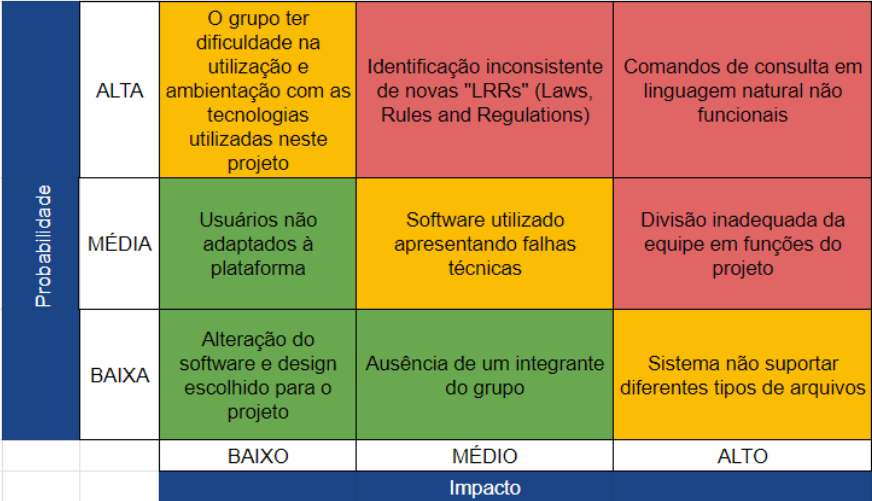 Probabilidade
ALTA
O grupo ter
dificuldade na
utilização e
ambientação com as
tecnologias
utilizadas neste
projeto
Identificação inconsistente
de novas "LRRs" (Laws,
Rules and Regulations)
Comandos de consulta em
linguagem natural não
funcionais
MÉDIA
Usuários não
adaptados à
plataforma
Software utilizado
apresentando falhas
técnicas
Divisão inadequada da
equipe em funções do
projeto
BAIXA
Alteração do
software e design
escolhido para o
projeto
Ausência de um integrante
do grupo
Sistema não suportar
diferentes tipos de arquivos
BAIXO
MÉDIO
ALTO
Impacto